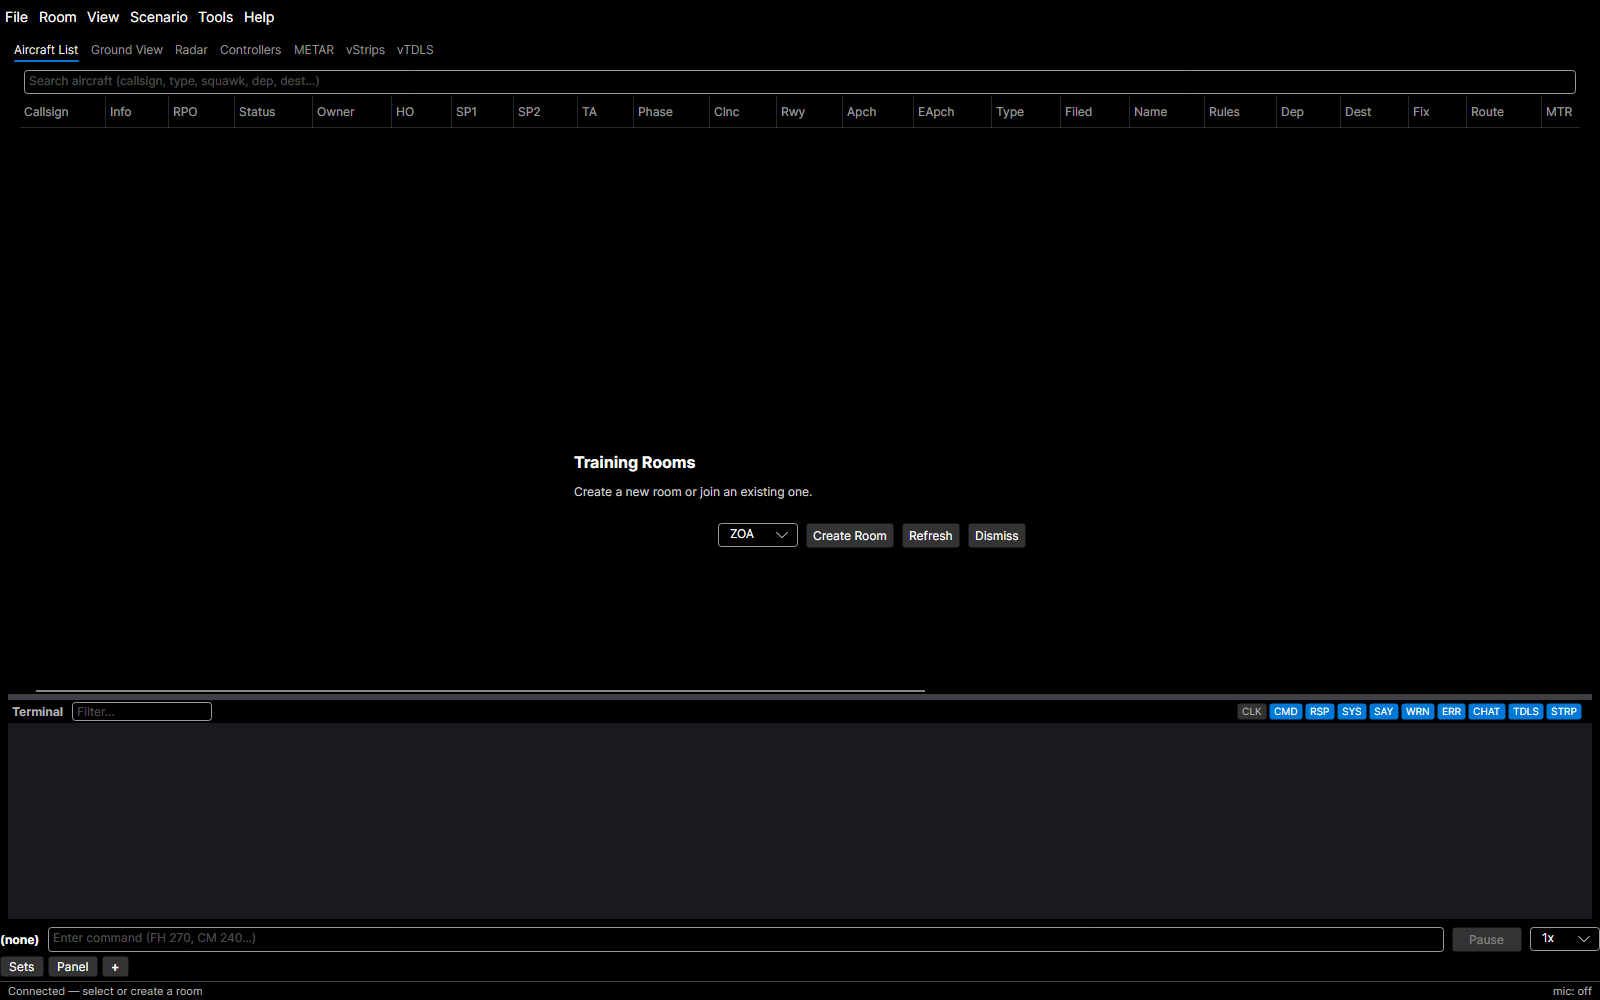 File Room View Scenario Tools Help
Aircraft List Ground View Radar Controllers METAR vStrips vTDLS
Search aircraft (callsign, type, squawk, dep, dest...)
Callsign Info RPO Status Owner HO SP1 SP2 TA Phase Clnc Rwy Apch EApch Type Filed Name Rules Dep Dest Fix Route MTR
Training Rooms
Create a new room or join an existing one.
ZOA Create Room Refresh Dismiss
Terminal Filter... CLK CMD RSP SYS SAY WRN ERR CHAT TDLS STRP
(none) Enter command (FH 270, CM 240...) Pause 1x
Sets Panel +
Connected — select or create a room mic: off